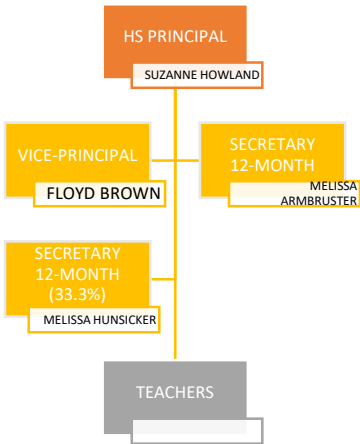 HS PRINCIPAL
SUZANNE HOWLAND
VICE-PRINCIPAL
FLOYD BROWN
SECRETARY
12-MONTH
MELISSA
ARMBRUSTER
SECRETARY
12-MONTH
(33.3%)
MELISSA HUNSICKER
TEACHERS